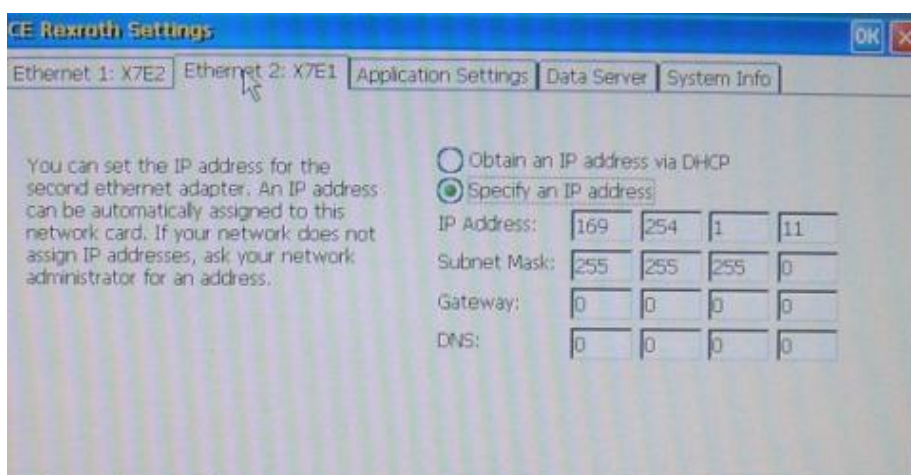 CE Rexroth Settings OK
Ethernet 1: X7E2 Ethernet 2: X7E1 Application Settings Data Server System Info
You can set the IP address for the
second ethernet adapter. An IP address
can be automatically assigned to this
network card. If your network does not
assign IP addresses, ask your network
administrator for an address.
Obtain an IP address via DHCP
Specify an IP address
IP Address: 169 254 1 11
Subnet Mask: 255 255 255 0
Gateway: 0 0 0 0
DNS: 0 0 0 0